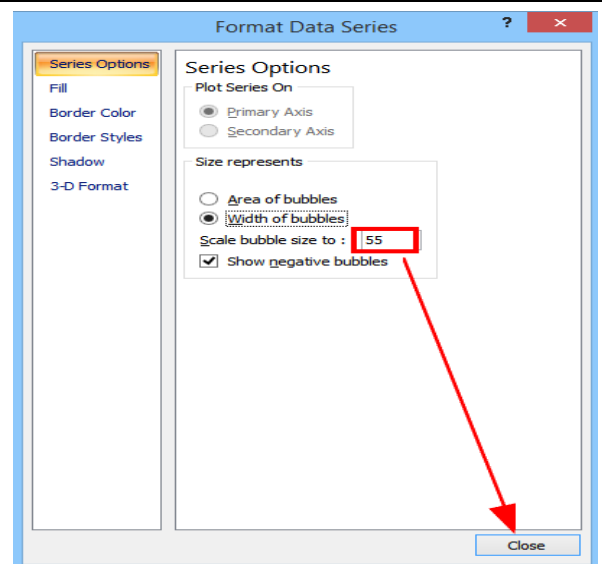 Format Data Series
?
Series Options
Fill
Border Color
Border Styles
Shadow
3-D Format
Series Options
Plot Series On
Primary Axis
Secondary Axis
Size represents
Area of bubbles
Width of bubbles
Scale bubble size to : 55
Show negative bubbles
Close